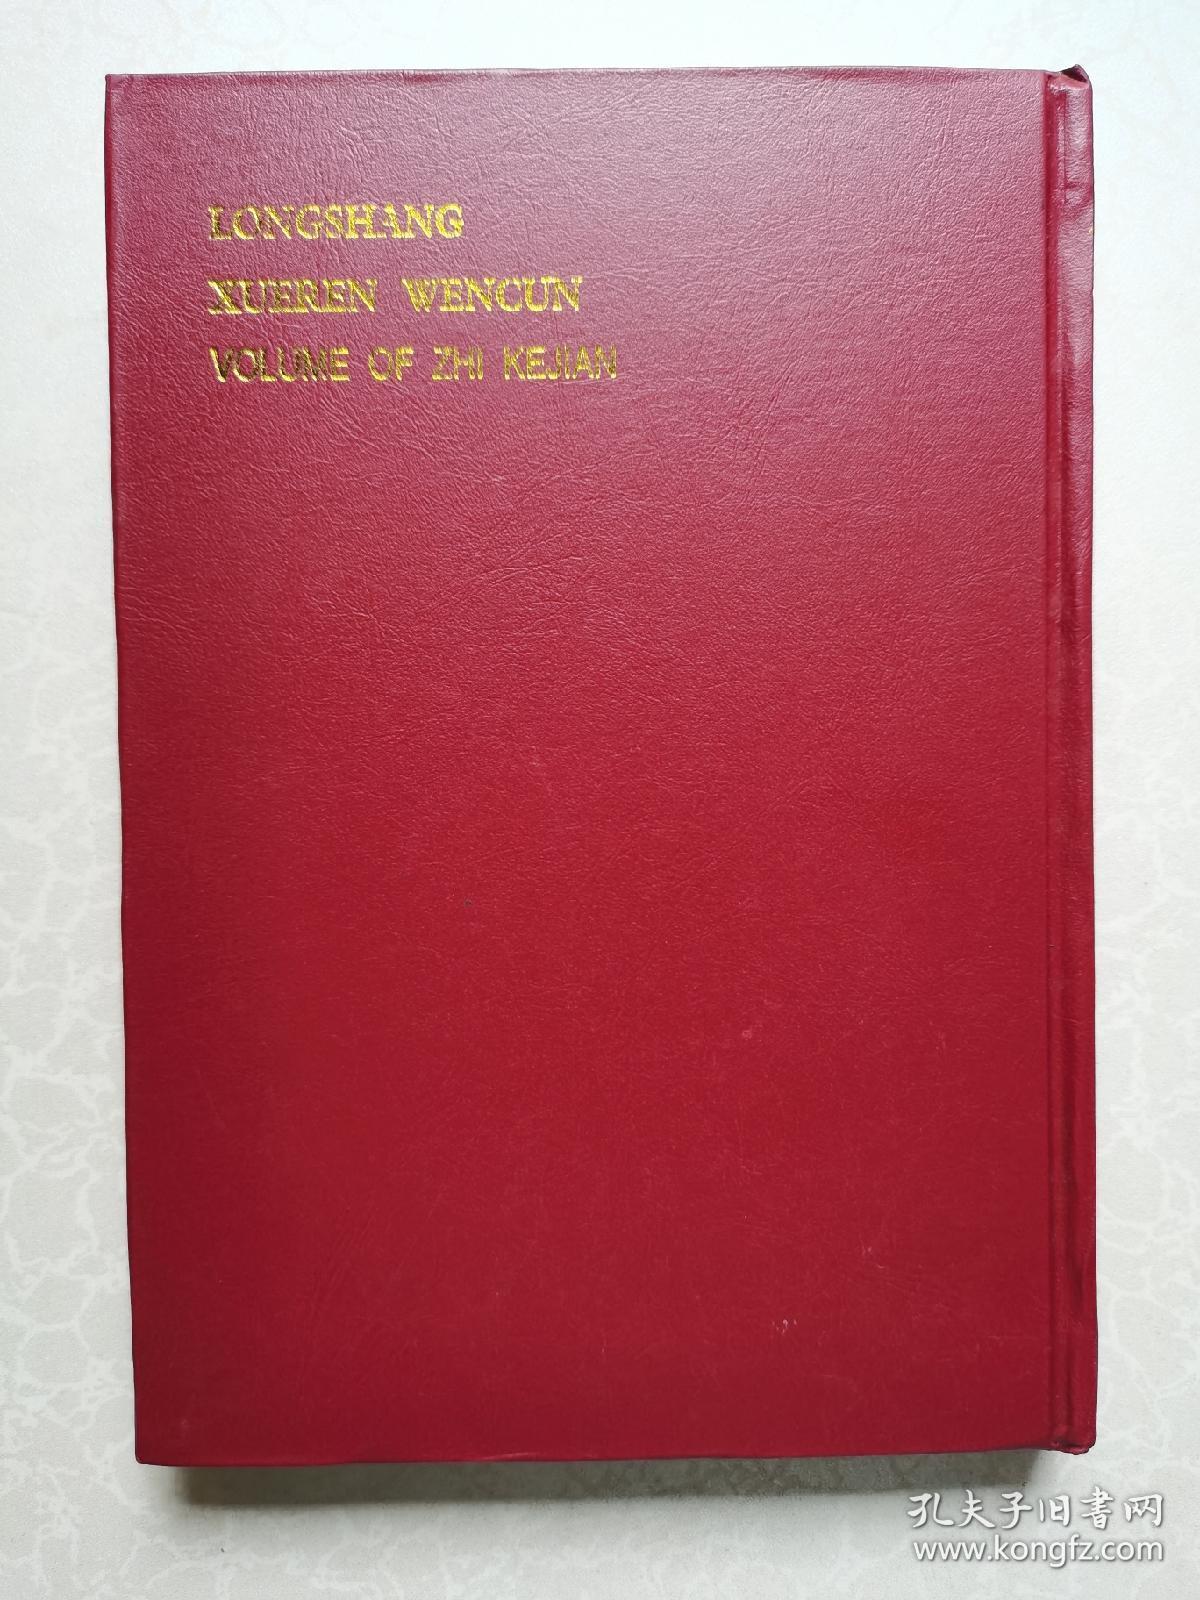 LONGSHANG
XUEREN WENCUN
VOLUME OF ZHI KEJIAN
孔夫子旧书网
www.kongfz.com